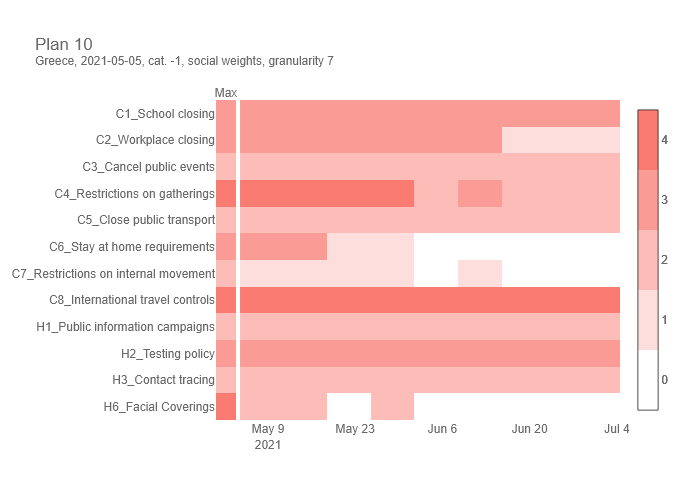 Plan 10
Greece, 2021-05-05, cat. -1, social weights, granularity 7
Max
C1_School closing
C2_Workplace closing
C3_Cancel public events
C4_Restrictions on gatherings
C5_Close public transport
C6_Stay at home requirements
C7_Restrictions on internal movement
C8_International travel controls
H1_Public information campaigns
H2_Testing policy
H3_Contact tracing
H6_Facial Coverings
May 9
2021
May 23
Jun 6
Jun 20
Jul 4
4
3
2
1
0